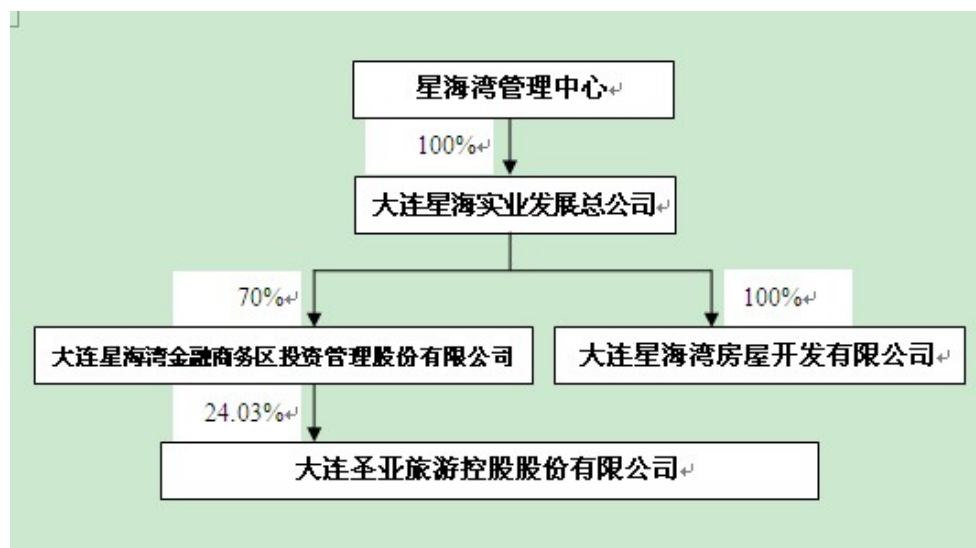 星海湾管理中心
100%
大连星海实业发展总公司
70%
100%
大连星海湾金融商务区投资管理股份有限公司
大连星海湾房屋开发有限公司
24.03%
大连圣亚旅游控股股份有限公司